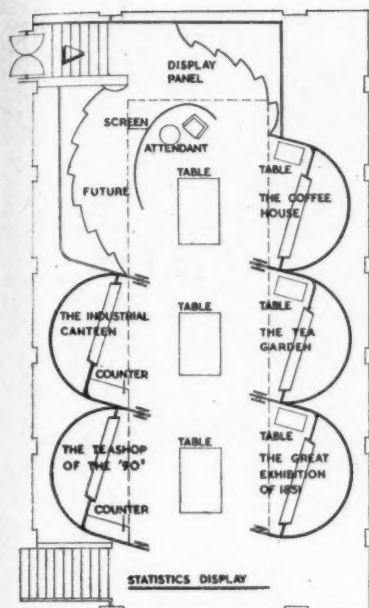 DISPLAY
PANEL
SCREEN
ATTENDANT
FUTURE
TABLE
TABLE
THE COFFEE
HOUSE
THE INDUSTRIAL
CANTEEN
TABLE
TABLE
THE TEA
GARDEN
COUNTER
THE TEASHOP
OF THE '90ˢ
TABLE
TABLE
THE GREAT
EXHIBITION
OF 1851
COUNTER
STATISTICS DISPLAY